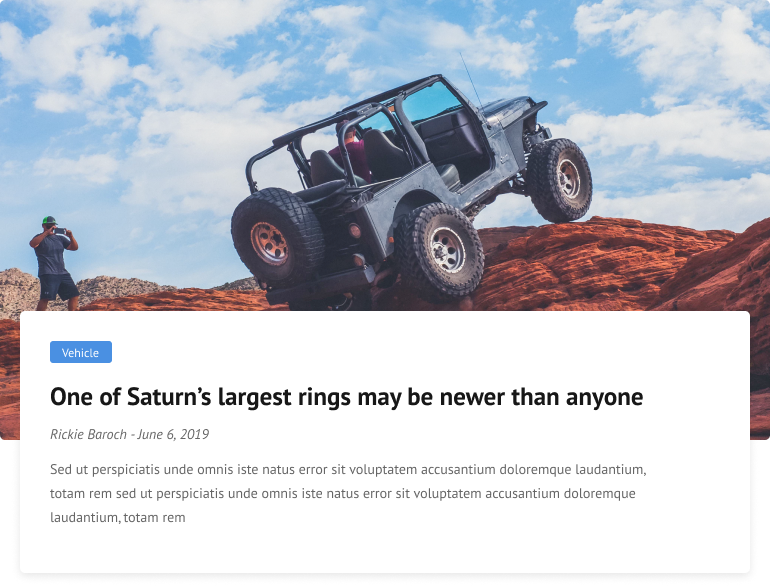 Vehicle
One of Saturn’s largest rings may be newer than anyone
Rickie Baroch - June 6, 2019
Sed ut perspiciatis unde omnis iste natus error sit voluptatem accusantium doloremque laudantium,
totam rem sed ut perspiciatis unde omnis iste natus error sit voluptatem accusantium doloremque
laudantium, totam rem